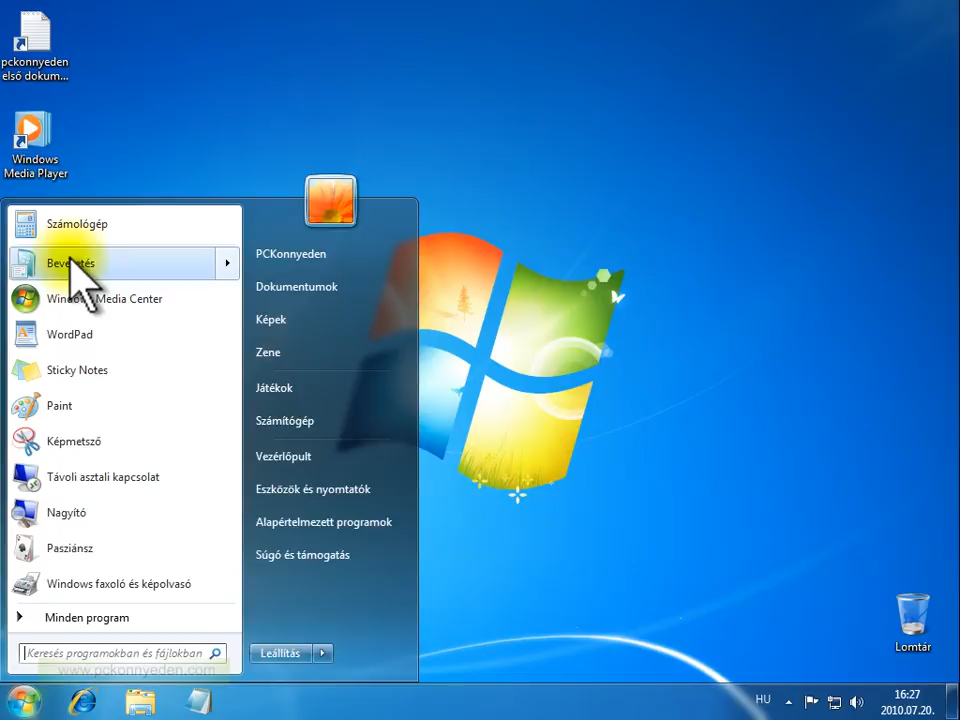 pckonnyeden
első dokum...
Windows
Media Player
Számológép
Windows Media Center
WordPad
Sticky Notes
Paint
Képmetsző
Távoli asztali kapcsolat
Nagyító
Pasziánsz
Windows faxoló és képolvasó
Minden program
Keresés programokban és fájlokban
www.pckonnyeden.com
PCKonnyeden
Dokumentumok
Képek
Zene
Játékok
Számítógép
Vezérlőpult
Eszközök és nyomtatók
Alapértelmezett programok
Súgó és támogatás
Leállítás
Lomtár
HU
16:27
2010.07.20.